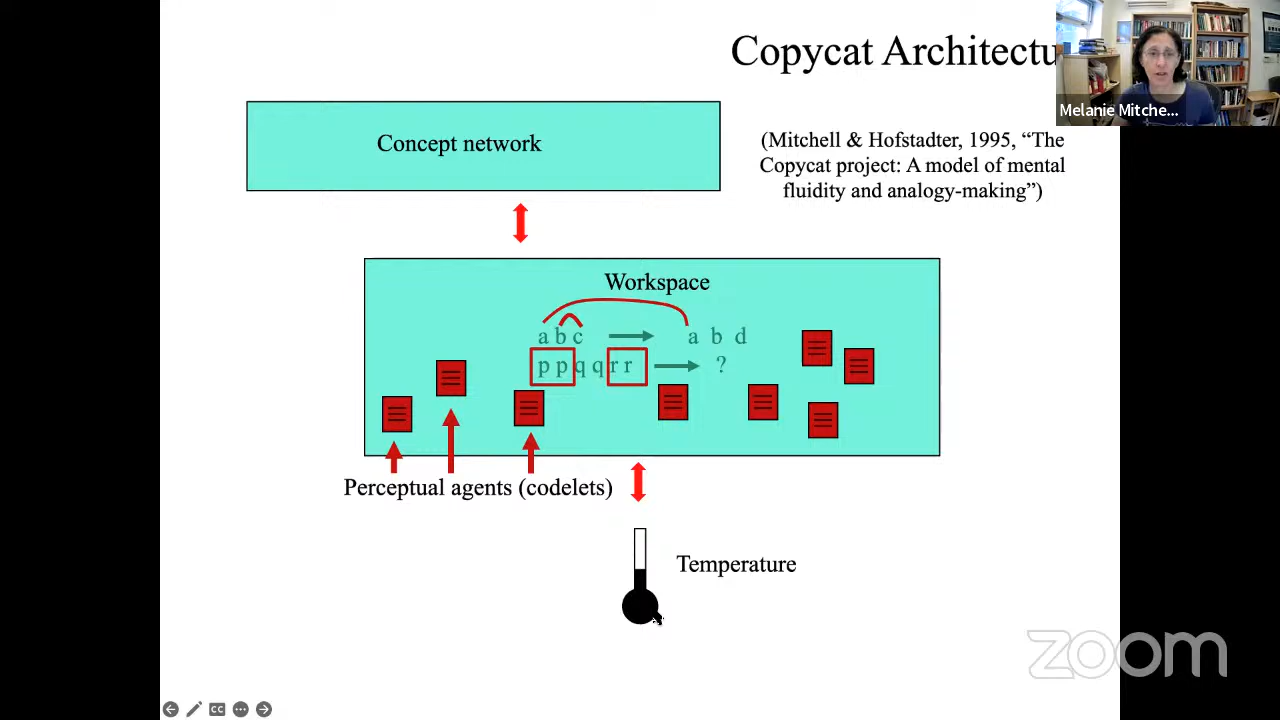 Copycat Architectu
Melanie Mitche...
Concept network
(Mitchell & Hofstadter, 1995, “The
Copycat project: A model of mental
fluidity and analogy-making”)
Workspace
a b c a b d
p p q q r r ?
Perceptual agents (codelets)
Temperature
zoom
CC